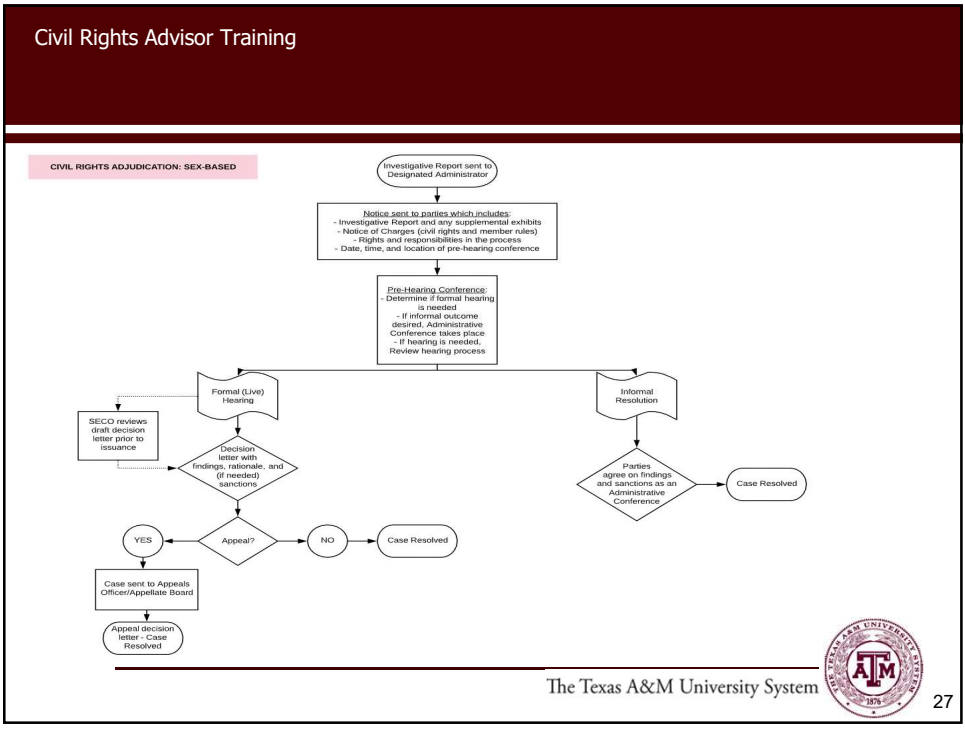 Civil Rights Advisor Training
CIVIL RIGHTS ADJUDICATION: SEX-BASED
Investigative Report sent to
Designated Administrator
Notice sent to parties which includes:
- Investigative Report and any supplemental exhibits
- Notice of Charges (civil rights and member rules)
- Rights and responsibilities in the process
- Date, time, and location of pre-hearing conference
Pre-Hearing Conference:
- Determine if formal hearing
is needed
- If informal outcome
desired, Administrative
Conference takes place
- If hearing is needed,
Review hearing process
Formal (Live)
Hearing
SECO reviews
draft decision
letter prior to
issuance
Decision
letter with
findings, rationale, and
(if needed)
sanctions
Appeal?
YES
NO
Case Resolved
Case sent to Appeals
Officer/Appellate Board
Appeal decision
letter - Case
Resolved
Informal
Resolution
Parties
agree on findings
and sanctions as an
Administrative
Conference
Case Resolved
The Texas A&M University System
THE TEXAS A&M UNIVERSITY SYSTEM
ATM
1876
27